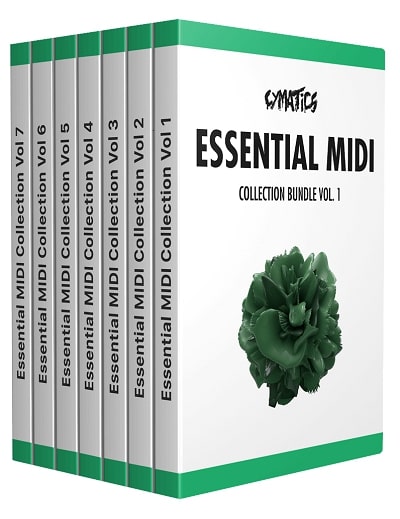 CYMATICS
ESSENTIAL MIDI
COLLECTION BUNDLE VOL. 1
Essential MIDI Collection Vol 7
Essential MIDI Collection Vol 6
Essential MIDI Collection Vol 5
Essential MIDI Collection Vol 4
Essential MIDI Collection Vol 3
Essential MIDI Collection Vol 2
Essential MIDI Collection Vol 1